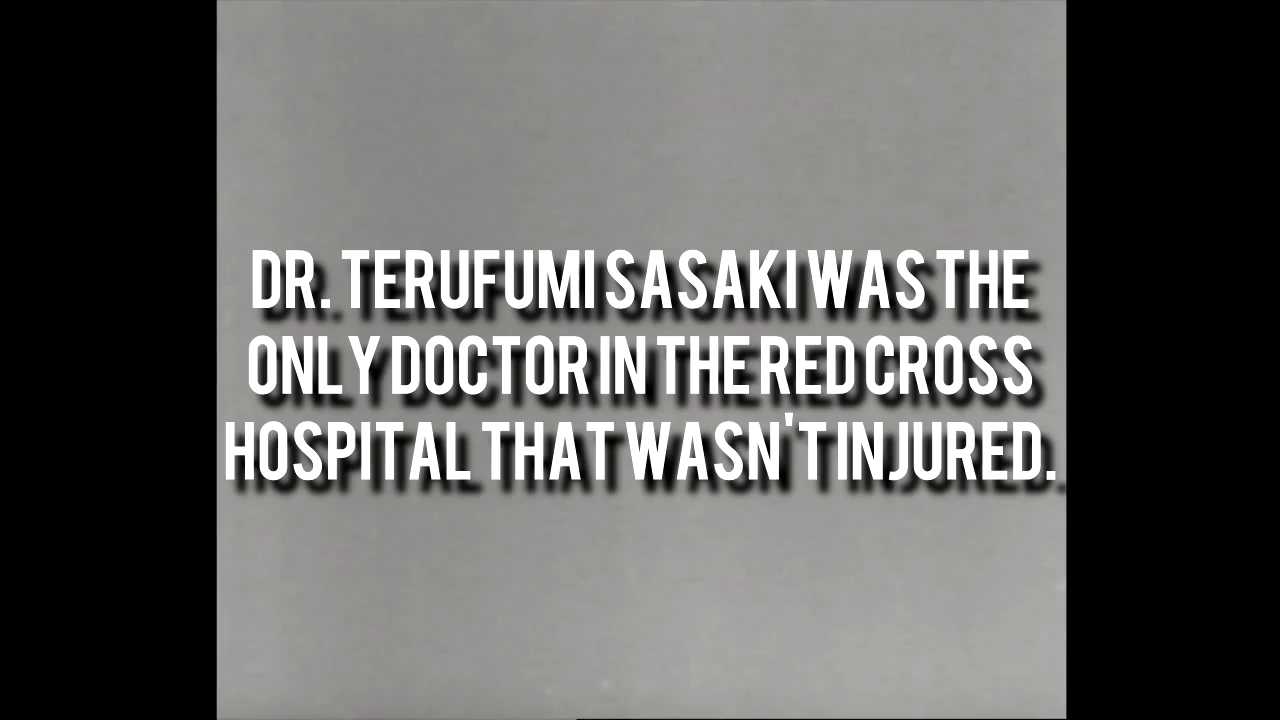 DR. TERUFUMI SASAKI WAS THE
ONLY DOCTOR IN THE RED CROSS
HOSPITAL THAT WASN'T INJURED.